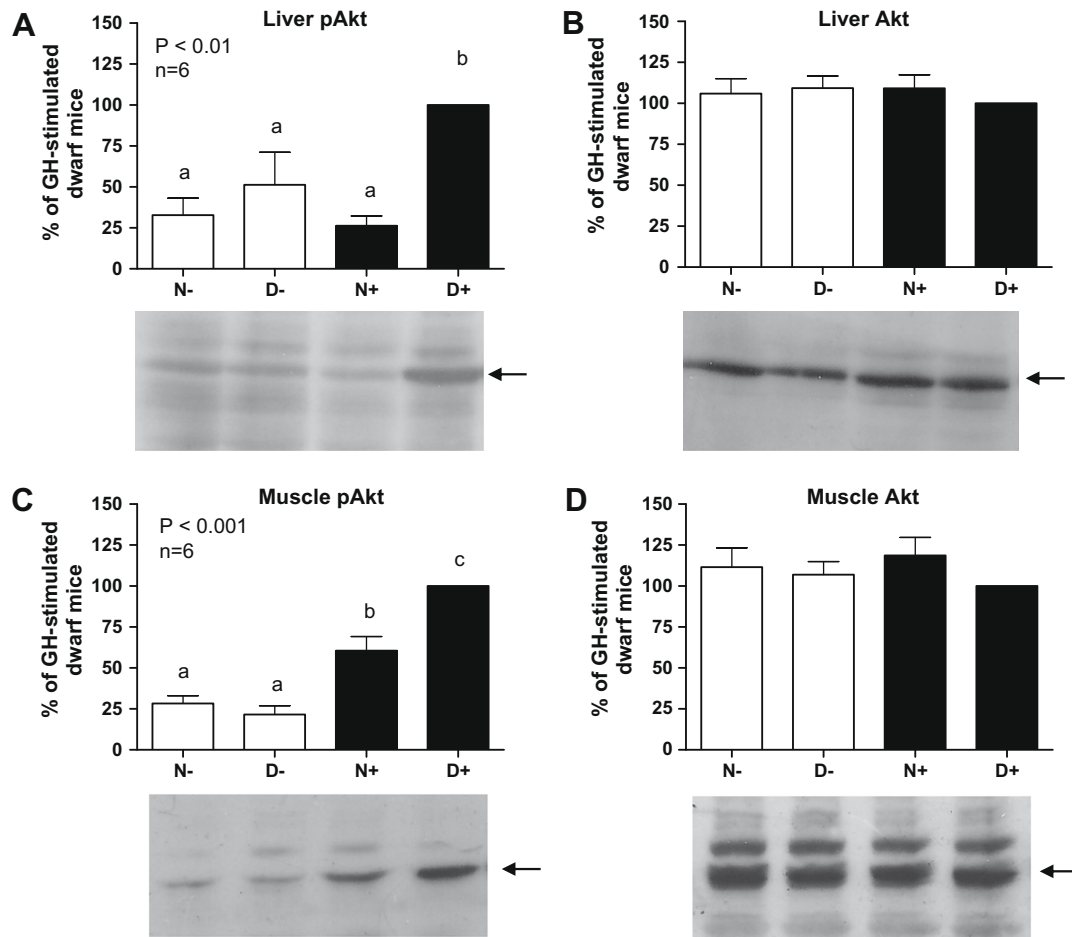 A
Liver pAkt
% of GH-stimulated
dwarf mice
150
125
100
75
50
25
0
P < 0.01
n=6
a
a
a
b
N- D- N+ D+
B
Liver Akt
% of GH-stimulated
dwarf mice
150
125
100
75
50
25
0
N- D- N+ D+
C
Muscle pAkt
% of GH-stimulated
dwarf mice
150
125
100
75
50
25
0
P < 0.001
n=6
a
a
b
c
N- D- N+ D+
D
Muscle Akt
% of GH-stimulated
dwarf mice
150
125
100
75
50
25
0
N- D- N+ D+